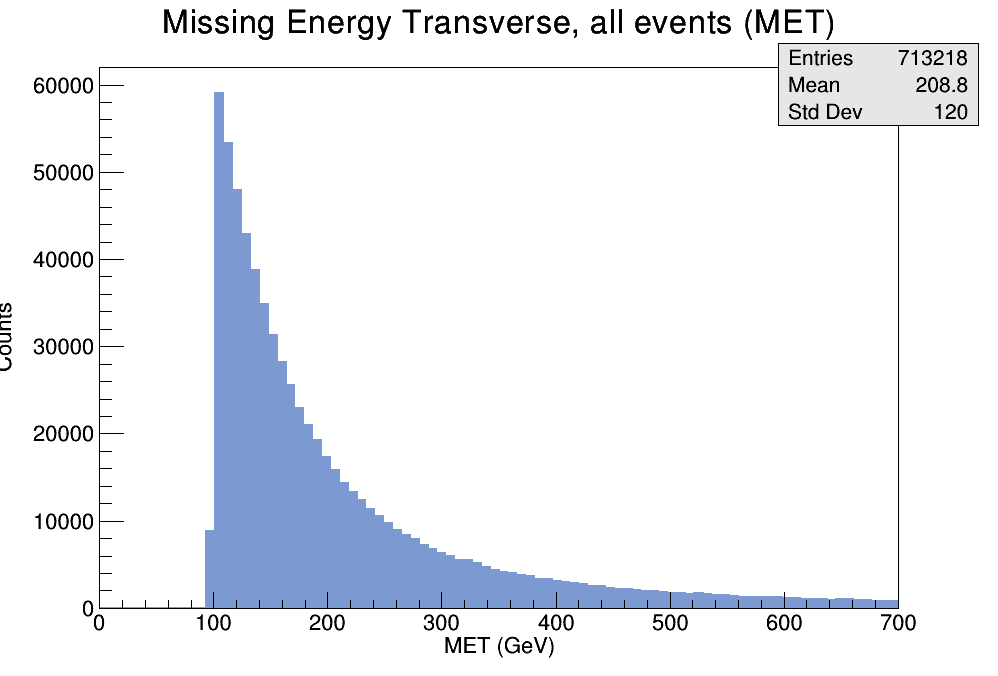 Missing Energy Transverse, all events (MET)
Entries 713218
Mean 208.8
Std Dev 120
60000
50000
40000
30000
20000
10000
0
Counts
0 100 200 300 400 500 600 700
MET (GeV)